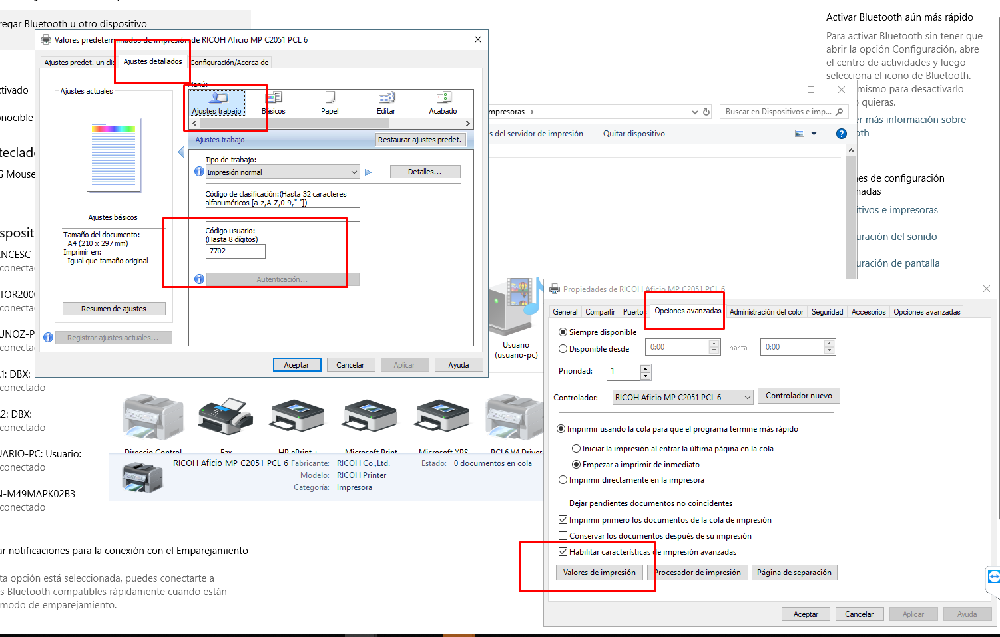 regar Bluetooth u otro dispositivo
Activar Bluetooth aún más rápido
Para activar Bluetooth sin tener que
abrir la opción Configuración, abre
el centro de actividades y luego
selecciona el icono de Bluetooth.
mismo para desactivarlo
quieras.
er más información sobre
oth
es de configuración
nadas
itivos e impresoras
uración del sonido
uración de pantalla
ctivado
onocible
teclado
G Mouse
sposit
ANCESC-
conecta
TOR200
conecta
UNOZ-P
conecta
1: DBX:
conectado
2: DBX:
conectado
UARIO-PC: Usuario:
conectado
N-M49MAPK02B3
conectado
ar notificaciones para la conexión con el Emparejamiento
ta opción está seleccionada, puedes conectarte a
s Bluetooth compatibles rápidamente cuando están
modo de emparejamiento.
Valores predeterminados de impresión de RICOH Aficio MP C2051 PCL 6
Ajustes predet. un clic Ajustes detallados Configuración/Acerca de
Ajustes actuales
Ajustes básicos
Tamaño del documento:
A4 (210 x 297 mm)
Imprimir en:
Igual que tamaño original
Resumen de ajustes
Registrar ajustes actuales...
Menú:
Ajustes trabajo Básicos Papel Editar Acabado
Ajustes trabajo Restaurar ajustes predet.
Tipo de trabajo:
Impresión normal Detalles...
Código de clasificación:(Hasta 32 caracteres
alfanuméricos [a-z,A-Z,0-9,"-"])
Código usuario:
(Hasta 8 dígitos)
7702
Autenticación...
Aceptar Cancelar Aplicar Ayuda
mpresoras
Buscar en Dispositivos e imp...
es del servidor de impresión Quitar dispositivo
Usuario
(usuario-pc)
Direccio Control Fax HP ePrint + Microsoft Print Microsoft XPS PCL6 V4 Driver
RICOH Aficio MP C2051 PCL 6 Fabricante: RICOH Co.,Ltd. Estado: 0 documentos en cola
Modelo: RICOH Printer
Categoría: Impresora
Propiedades de RICOH Aficio MP C2051 PCL 6
General Compartir Puertos Opciones avanzadas Administración del color Seguridad Accesorios Opciones avanzadas
Siempre disponible
Disponible desde 0:00 hasta 0:00
Prioridad: 1
Controlador: RICOH Aficio MP C2051 PCL 6 Controlador nuevo
Imprimir usando la cola para que el programa termine más rápido
Iniciar la impresión al entrar la última página en la cola
Empezar a imprimir de inmediato
Imprimir directamente en la impresora
Dejar pendientes documentos no coincidentes
Imprimir primero los documentos de la cola de impresión
Conservar los documentos después de su impresión
Habilitar características de impresión avanzadas
Valores de impresión Procesador de impresión Página de separación
Aceptar Cancelar Aplicar Ayuda